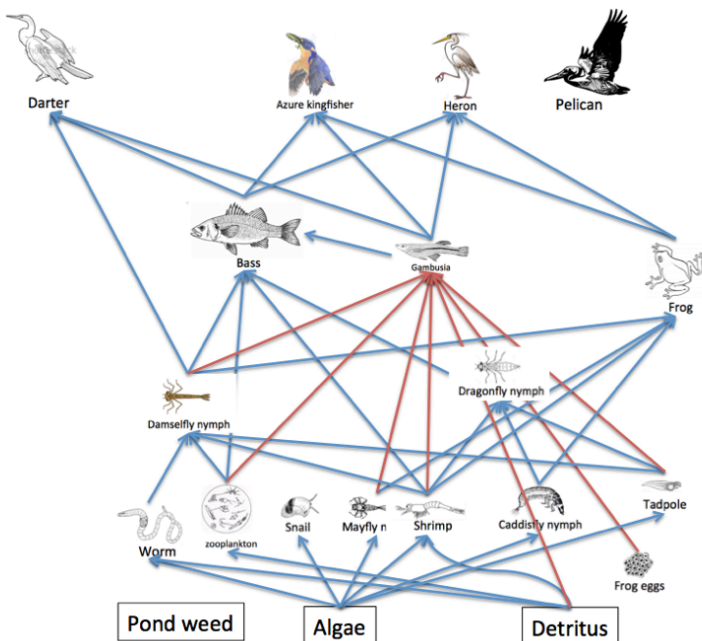 Darter
Azure kingfisher
Heron
Pelican
Bass
Gambusia
Frog
Dragonfly nymph
Damselfly nymph
Worm
zooplankton
Snail
Mayfly n
Shrimp
Caddisfly nymph
Tadpole
Frog eggs
Pond weed
Algae
Detritus